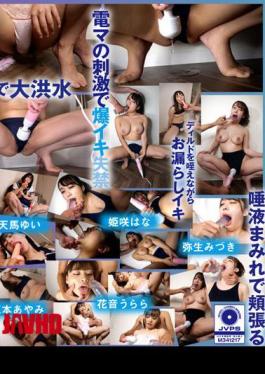 で大洪水
電マの刺激で爆イキ失禁
ディルドを咥えながら
お漏らしイキ
唾液まみれで頬張る
天馬ゆい
姫咲はな
弥生みづき
本あやみ
花音うらら
JAVHD
JVPS
M341217